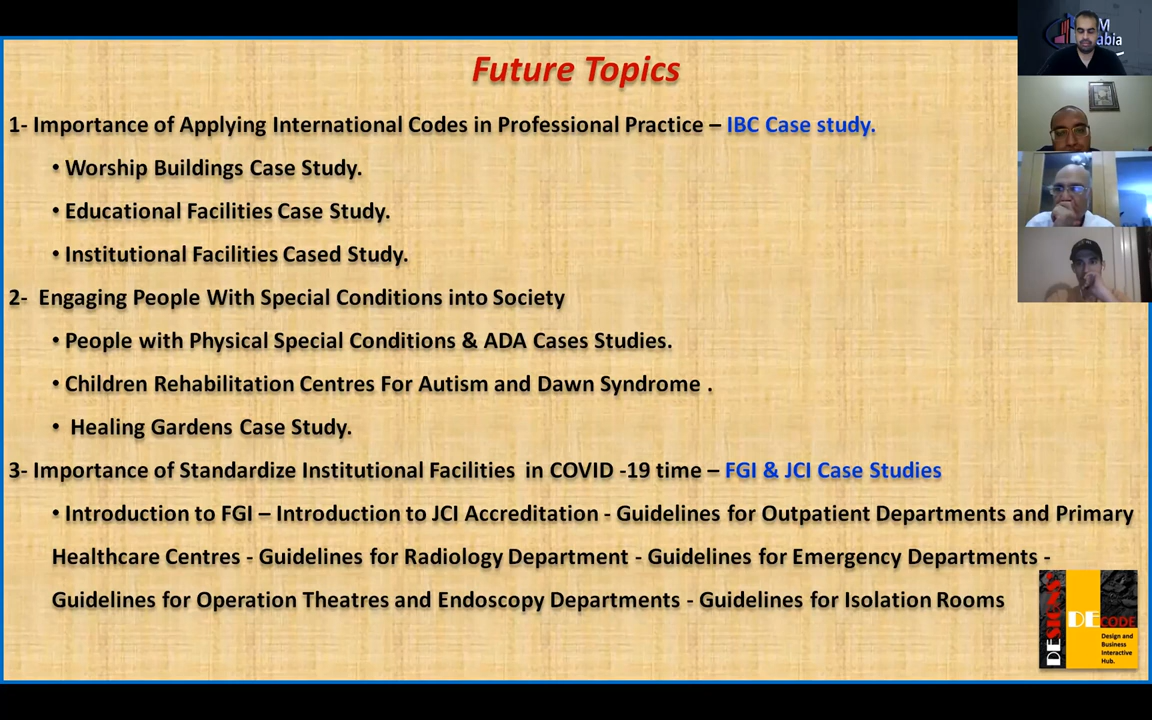 Future Topics
1- Importance of Applying International Codes in Professional Practice – IBC Case study.
• Worship Buildings Case Study.
• Educational Facilities Case Study.
• Institutional Facilities Cased Study.
2- Engaging People With Special Conditions into Society
• People with Physical Special Conditions & ADA Cases Studies.
• Children Rehabilitation Centres For Autism and Dawn Syndrome .
• Healing Gardens Case Study.
3- Importance of Standardize Institutional Facilities in COVID -19 time – FGI & JCI Case Studies
• Introduction to FGI – Introduction to JCI Accreditation - Guidelines for Outpatient Departments and Primary
Healthcare Centres - Guidelines for Radiology Department - Guidelines for Emergency Departments -
Guidelines for Operation Theatres and Endoscopy Departments - Guidelines for Isolation Rooms
DESIGNS
DECODE
Design and
Business
Interactive
Hub.